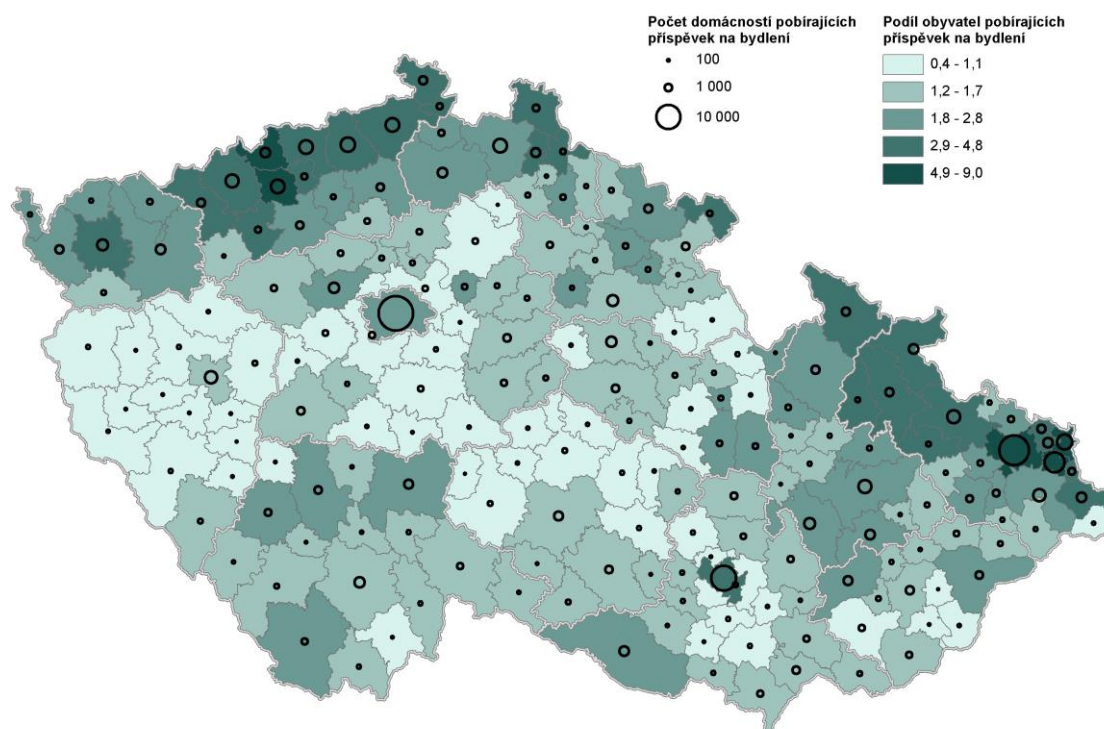 Počet domácností pobírajících
příspěvek na bydlení
100
1 000
10 000
Podíl obyvatel pobírajících
příspěvek na bydlení
0,4 - 1,1
1,2 - 1,7
1,8 - 2,8
2,9 - 4,8
4,9 - 9,0